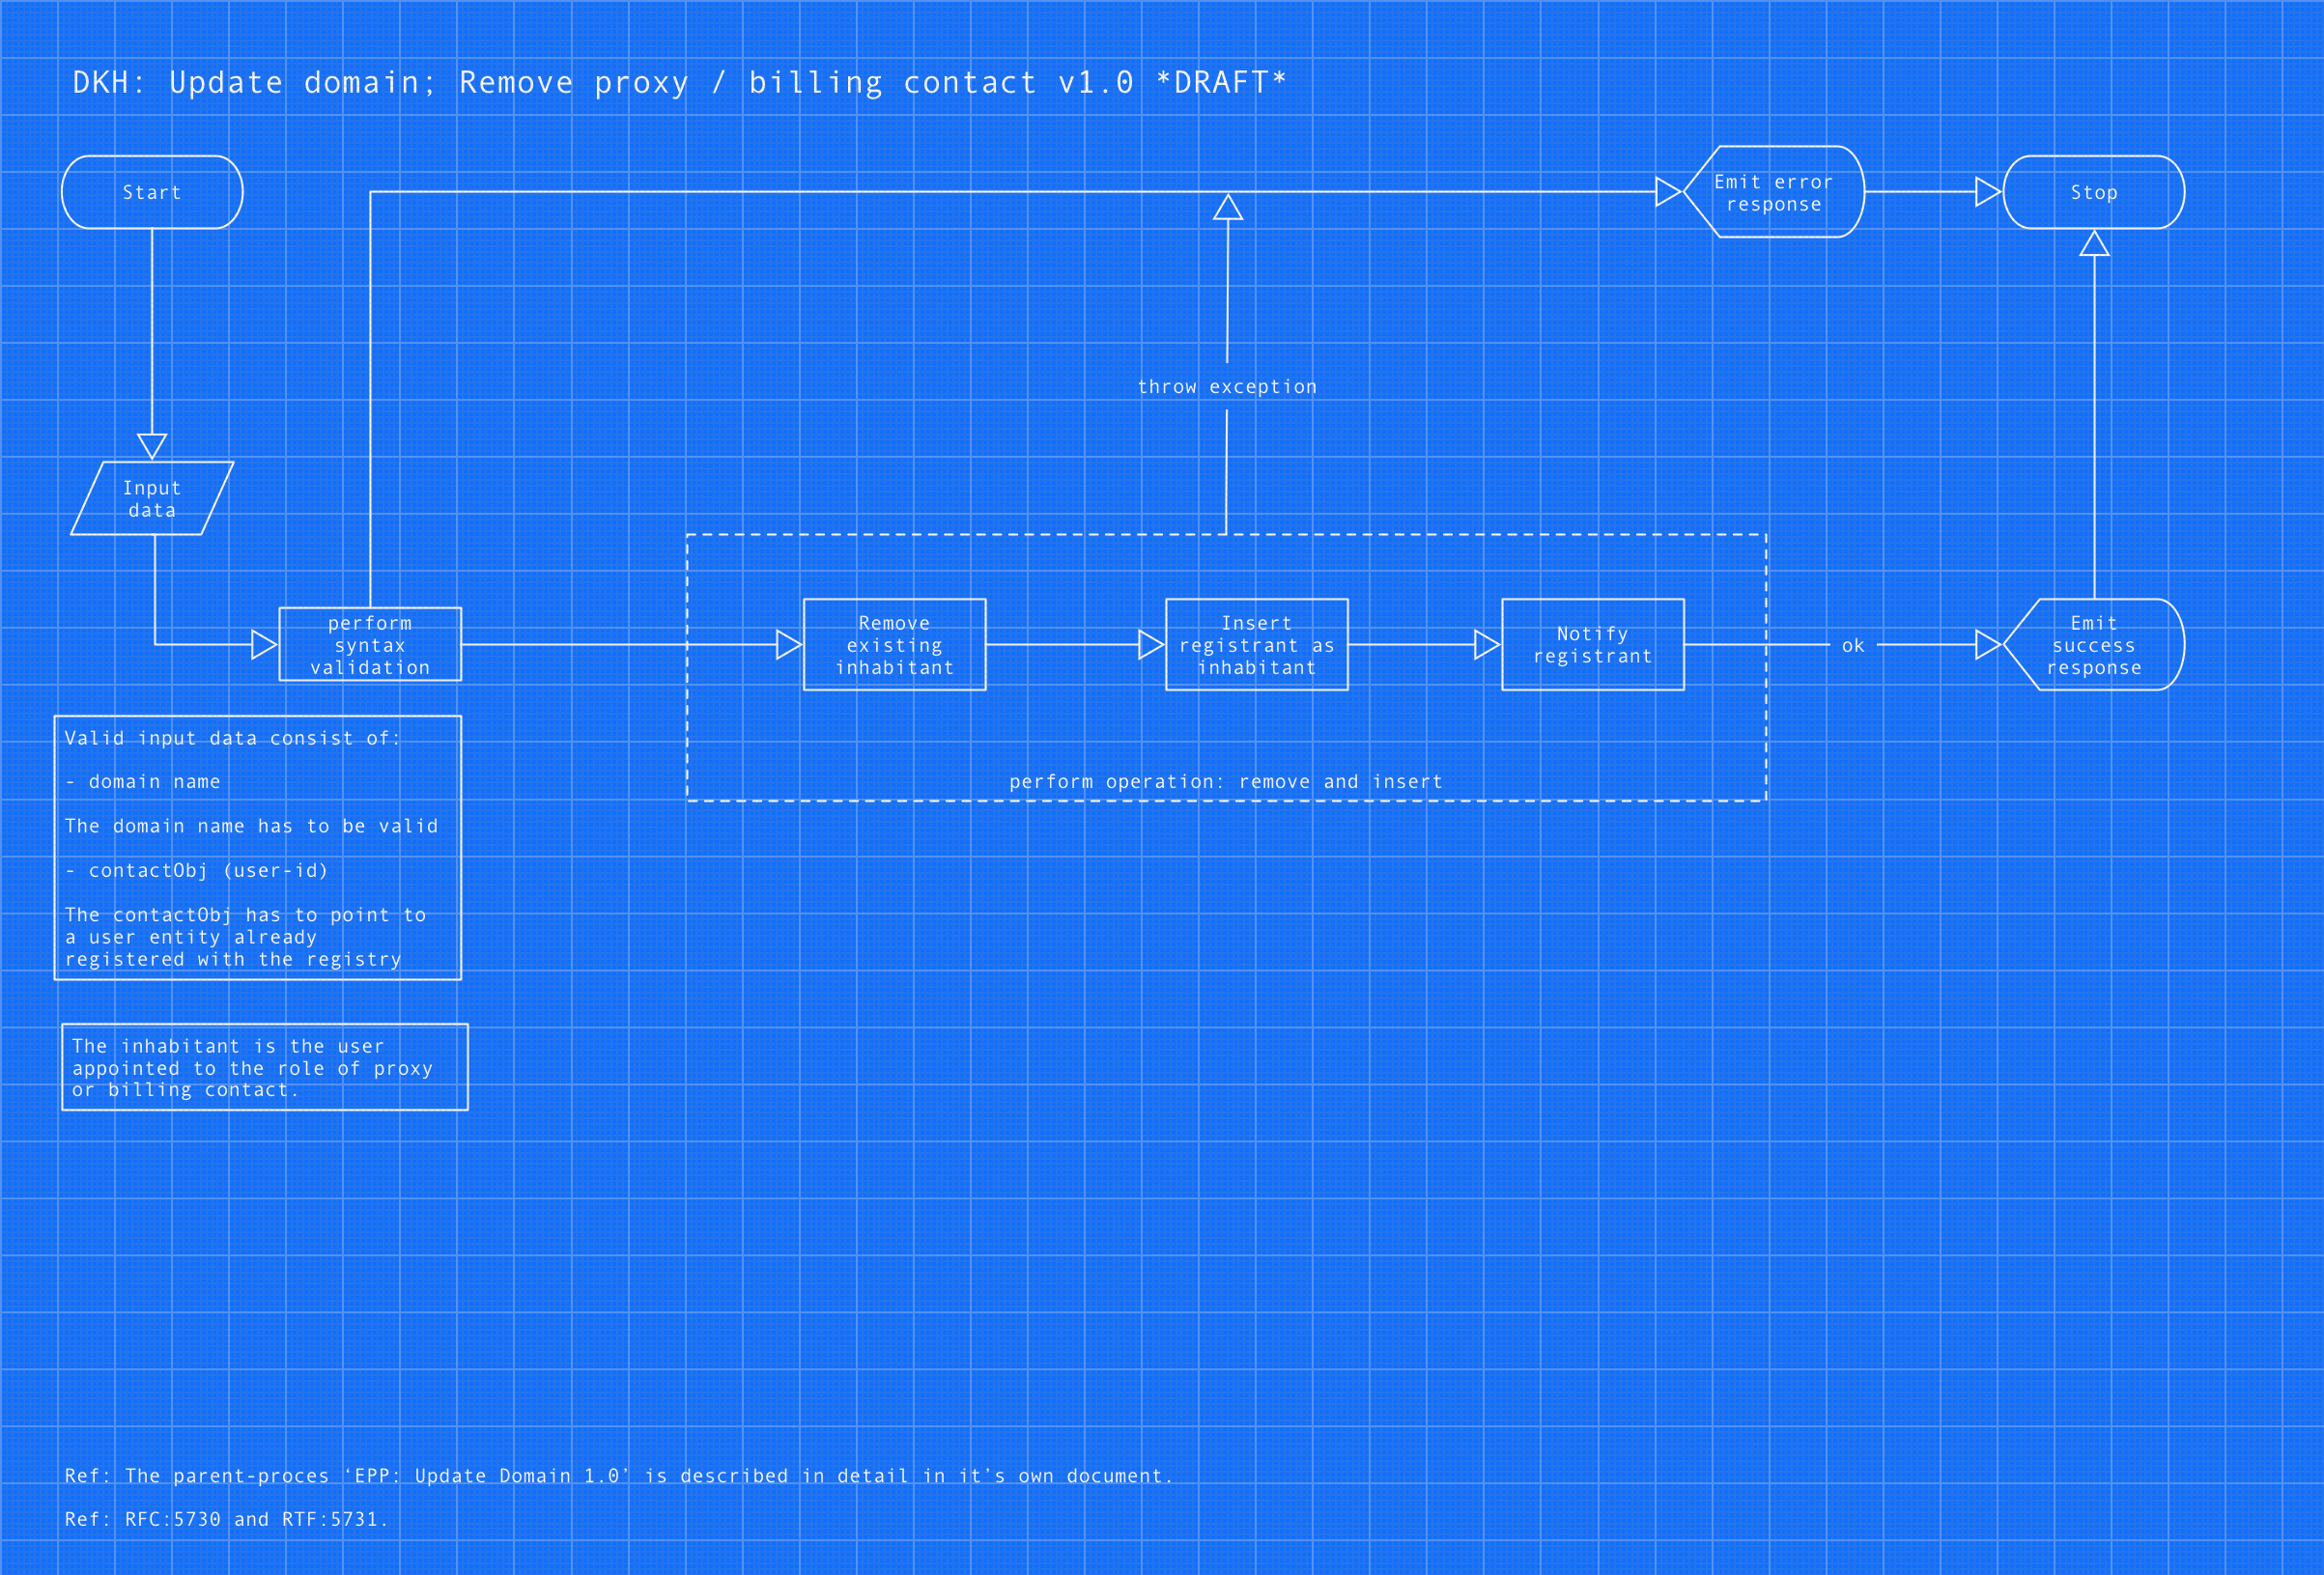 DKH: Update domain; Remove proxy / billing contact v1.0 *DRAFT*
Start
Emit error
response
Stop
throw exception
Input
data
perform
syntax
validation
Remove
existing
inhabitant
Insert
registrant as
inhabitant
Notify
registrant
ok
Emit
success
response
perform operation: remove and insert
Valid input data consist of:
- domain name
The domain name has to be valid
- contactObj (user-id)
The contactObj has to point to
a user entity already
registered with the registry
The inhabitant is the user
appointed to the role of proxy
or billing contact.
Ref: The parent-proces ‘EPP: Update Domain 1.0’ is described in detail in it’s own document.
Ref: RFC:5730 and RTF:5731.